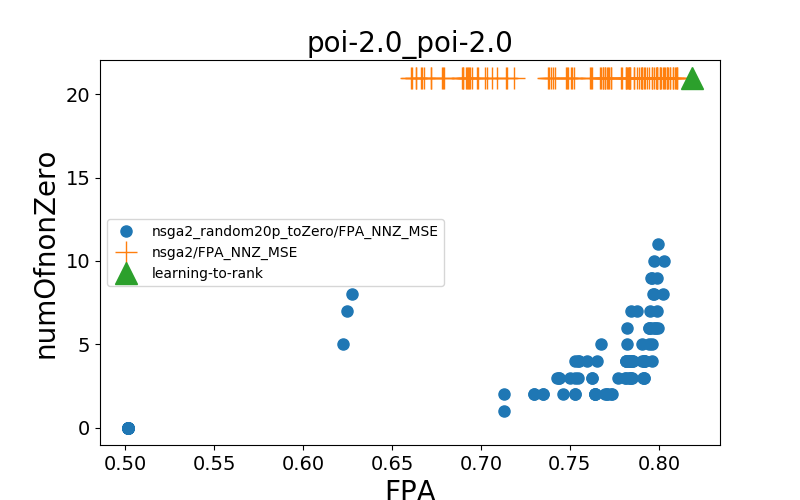 poi-2.0_poi-2.0
numOfnonZero
20
15
10
5
0
nsga2_random20p_toZero/FPA_NNZ_MSE
nsga2/FPA_NNZ_MSE
learning-to-rank
0.50 0.55 0.60 0.65 0.70 0.75 0.80
FPA